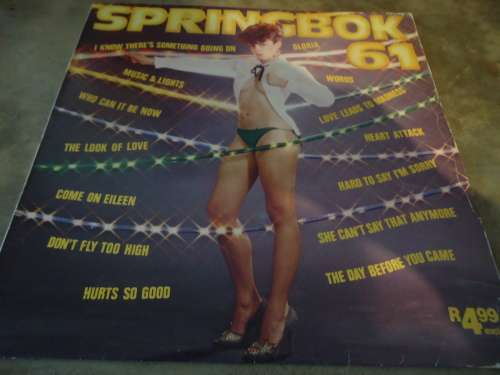 SPRINGBOK
61
I KNOW THERE'S SOMETHING GOING ON
GLORIA
MUSIC & LIGHTS
WORDS
WHO CAN IT BE NOW
LOVE LEADS TO MADNESS
THE LOOK OF LOVE
HEART ATTACK
COME ON EILEEN
HARD TO SAY I'M SORRY
DON'T FLY TOO HIGH
SHE CAN'T SAY THAT ANYMORE
HURTS SO GOOD
THE DAY BEFORE YOU CAME
R4.99